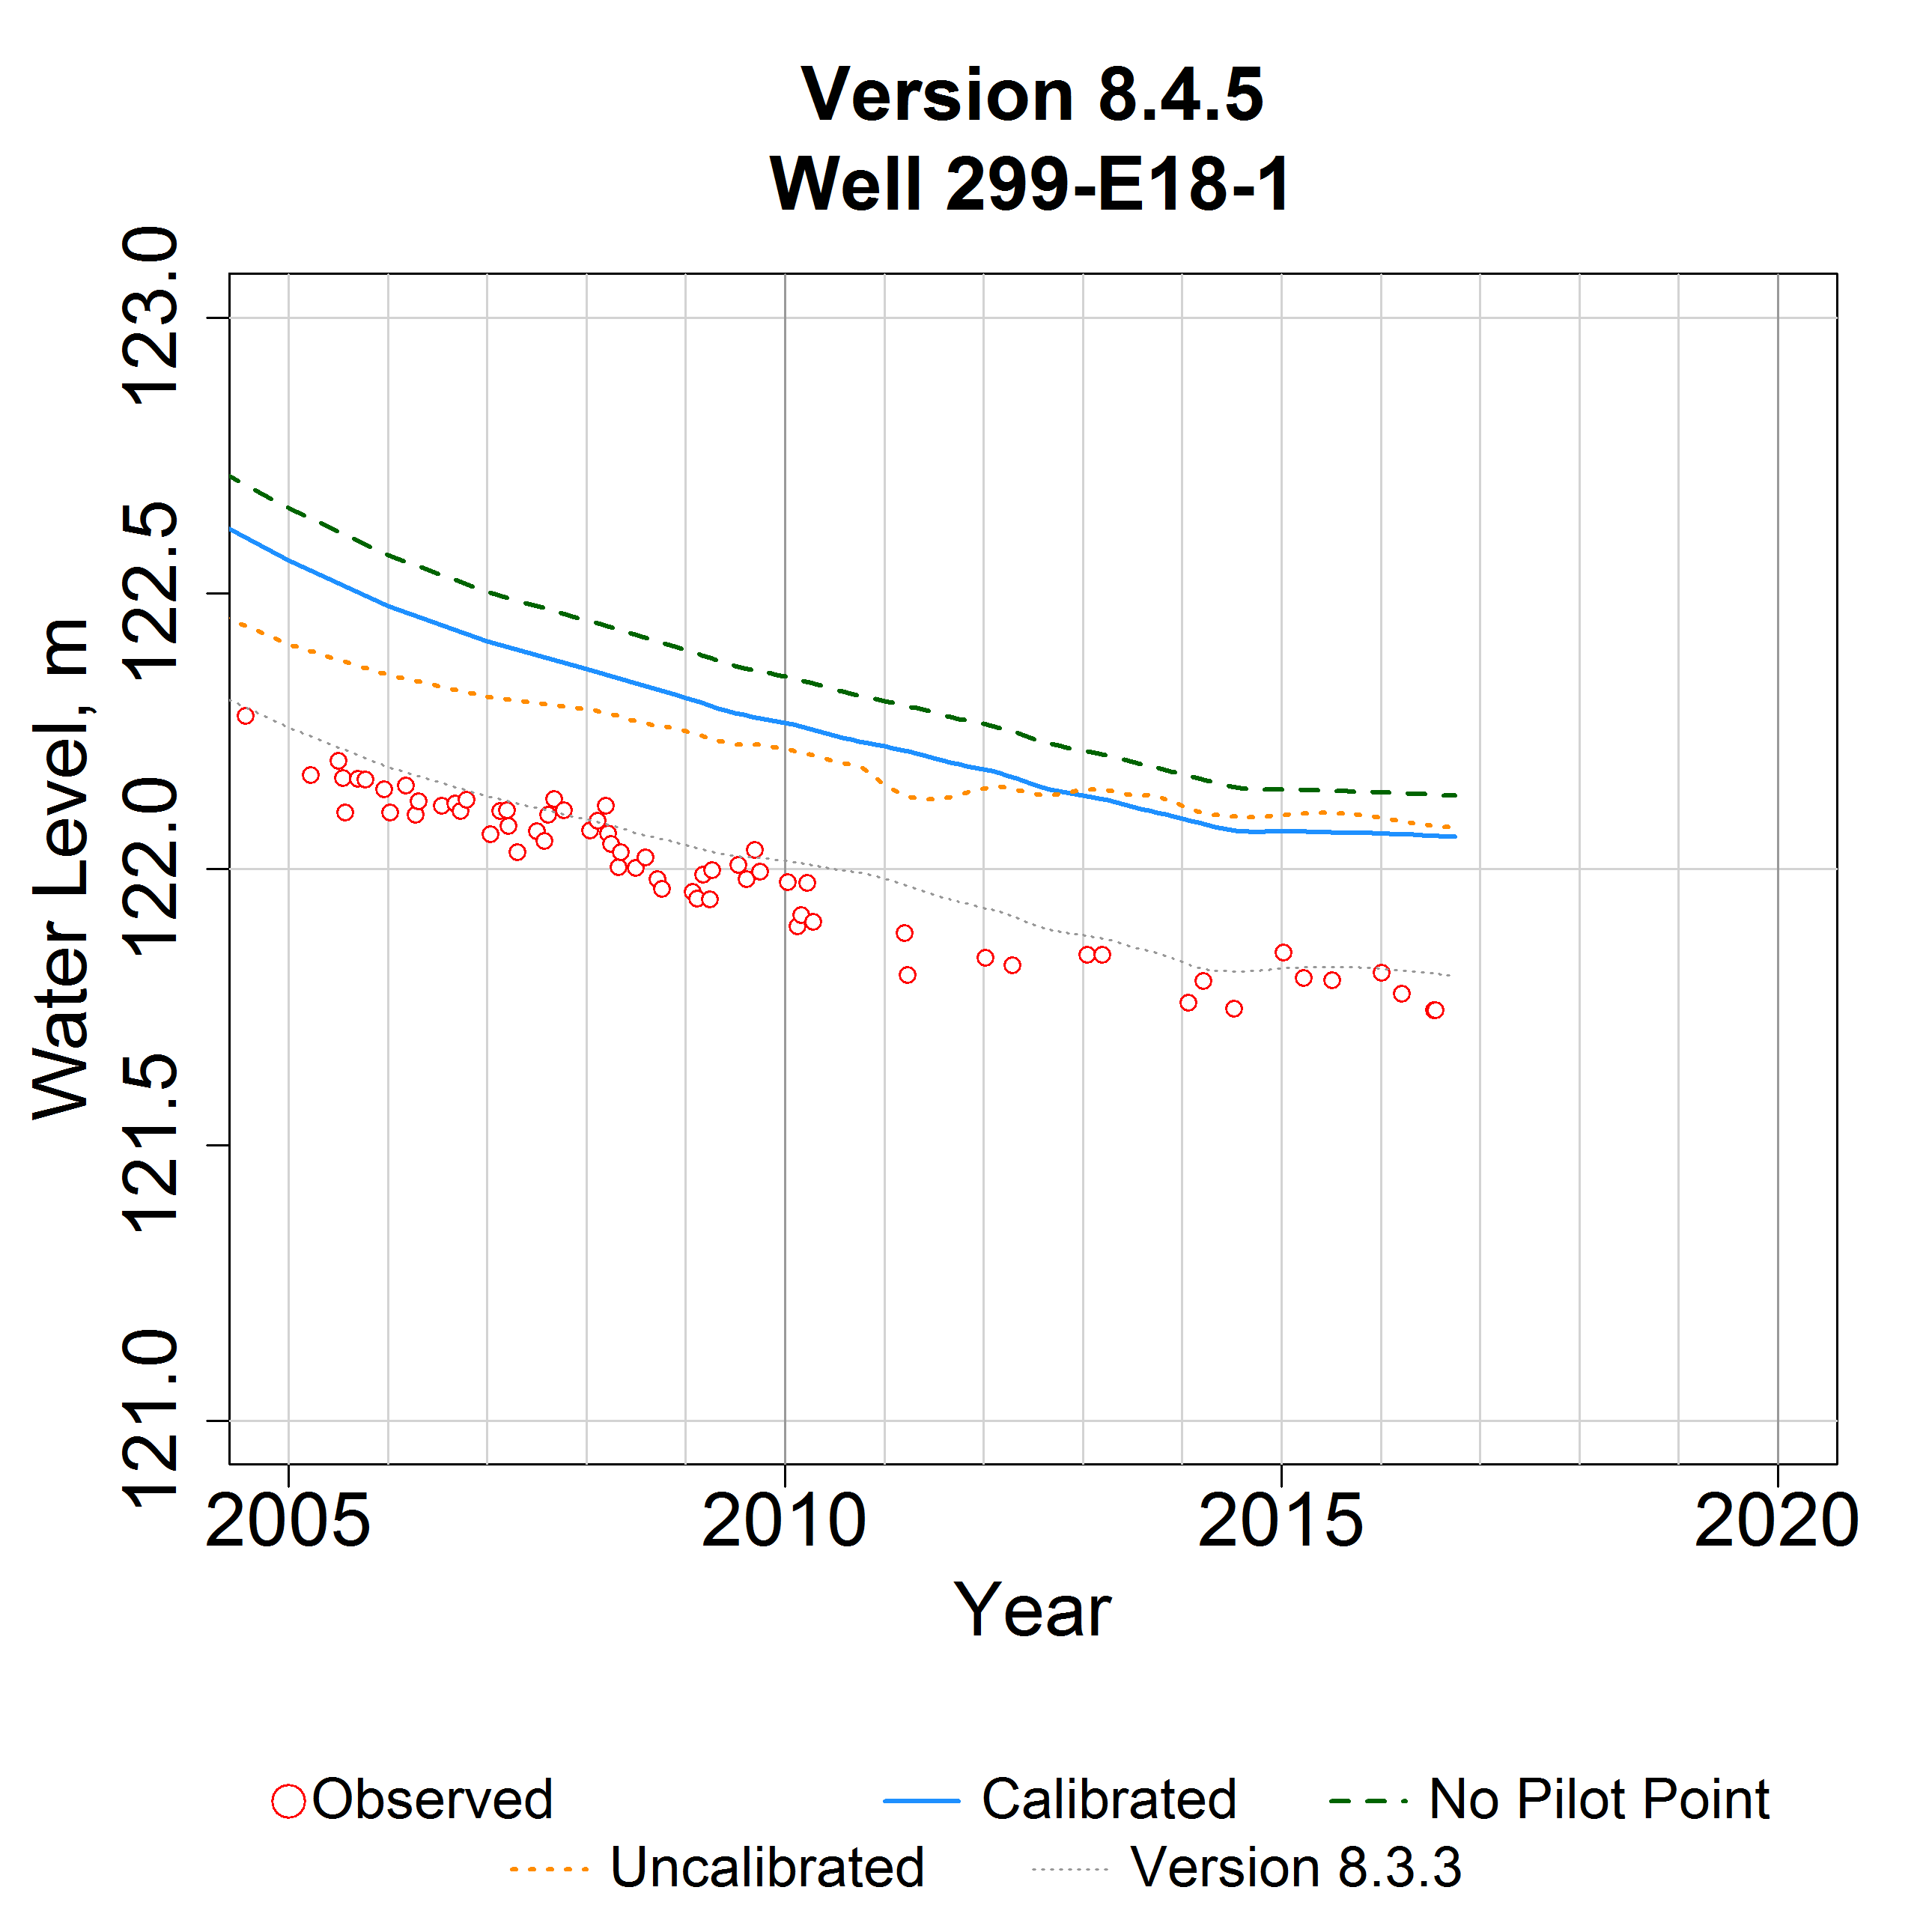 Version 8.4.5
Well 299-E18-1
123.0
122.5
122.0
121.5
121.0
Water Level, m
2005 2010 2015 2020
Year
Observed Calibrated No Pilot Point
Uncalibrated Version 8.3.3